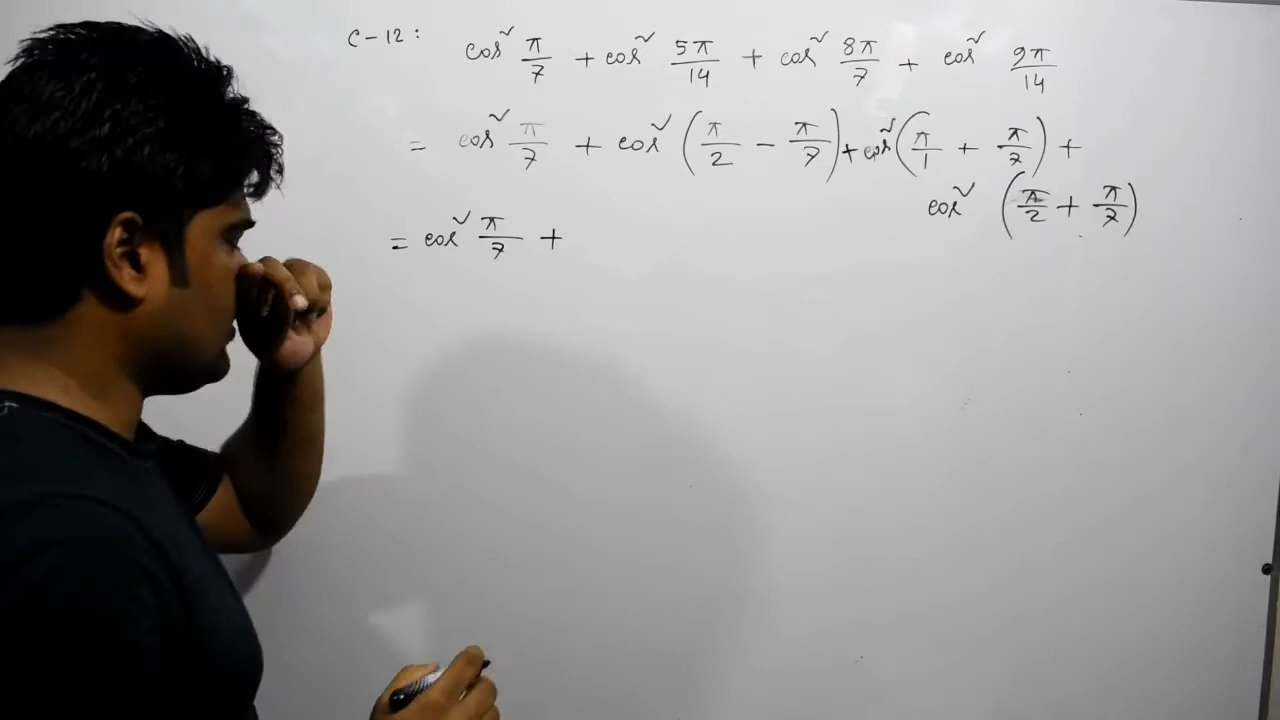 C-12: cos² π/7 + cos² 5π/14 + cos² 8π/7 + cos² 9π/14
= cos² π/7 + cos² (π/2 − π/7) + cos² (π/1 + π/7) +
cos² (π/2 + π/7)
= cos² π/7 +